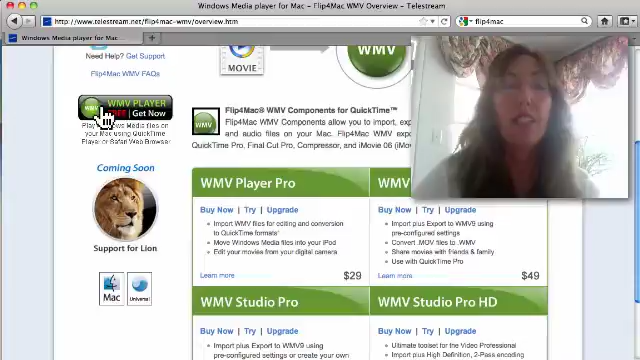 Windows Media player for Mac - Flip4Mac WMV Overview - Telestream
http://www.telestream.net/flip4mac-wmv/overview.htm
flip4mac
Windows Media player for Mac...
Need Help? Get Support
Flip4Mac WMV FAQs
MOVIE
WMV
WMV PLAYER
FREE | Get Now
WMV
Play Windows Media files on
your Mac using QuickTime
Player or Safari Web Browser
Coming Soon
Support for Lion
Mac
Universal
WMV
Flip4Mac® WMV Components for QuickTime™
Flip4Mac WMV Components allow you to import, ex
and audio files on your Mac. Flip4Mac WMV exp
QuickTime Pro, Final Cut Pro, Compressor, and iMovie 06 (iMov
WMV Player Pro
Buy Now | Try | Upgrade
• Import WMV files for editing and conversion
to QuickTime formats
• Move Windows Media files into your iPod
• Edit your movies from your digital camera
Learn more
$29
Buy Now | Try | Upgrade
• Import plus Export to WMV9 using
pre-configured settings
• Convert .MOV files to .WMV
• Share movies with friends & family
• Use with QuickTime Pro
Learn more
$49
WMV Studio Pro
Buy Now | Try | Upgrade
• Import plus Export to WMV9 using
pre-configured settings or create your own
WMV Studio Pro HD
Buy Now | Try | Upgrade
• Ultimate toolset for the Video Professional
• Import plus High Definition, 2-Pass encoding,